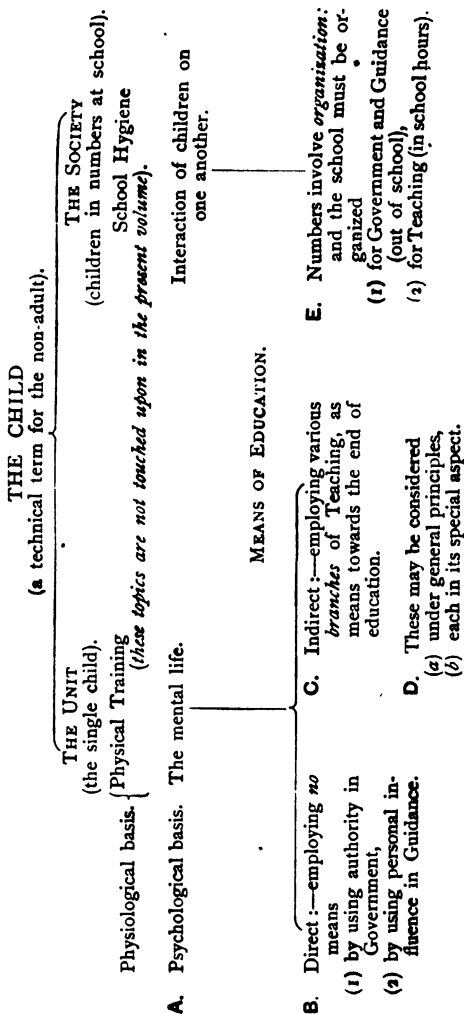 THE CHILD
(a technical term for the non-adult).
THE UNIT
(the single child).
THE SOCIETY
(children in numbers at school).
Physiological basis.
Physical Training
School Hygiene
(these topics are not touched upon in the present volume).
A. Psychological basis. The mental life.
Interaction of children on
one another.
MEANS OF EDUCATION.
B. Direct :—employing no
means
(1) by using authority in
Government,
(2) by using personal in-
fluence in Guidance.
C. Indirect :—employing various
branches of Teaching, as
means towards the end of
education.
D. These may be considered
(a) under general principles,
(b) each in its special aspect.
E. Numbers involve organization:
and the school must be or-
ganized
(1) for Government and Guidance
(out of school),
(2) for Teaching (in school hours).